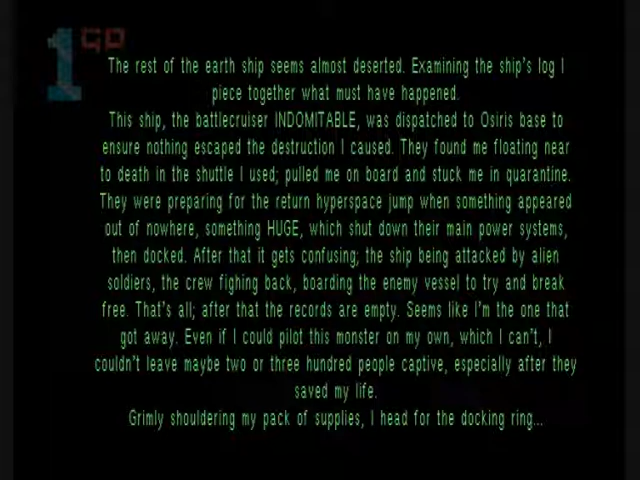 1up
The rest of the earth ship seems almost deserted. Examining the ship's log I
piece together what must have happened.
This ship, the battlecruiser INDOMITABLE, was dispatched to Osiris base to
ensure nothing escaped the destruction I caused. They found me floating near
to death in the shuttle I used; pulled me on board and stuck me in quarantine.
They were preparing for the return hyperspace jump when something appeared
out of nowhere, something HUGE, which shut down their main power systems,
then docked. After that it gets confusing; the ship being attacked by alien
soldiers, the crew fighing back, boarding the enemy vessel to try and break
free. That's all; after that the records are empty. Seems like I'm the one that
got away. Even if I could pilot this monster on my own, which I can't, I
couldn't leave maybe two or three hundred people captive, especially after they
saved my life.
Grimly shouldering my pack of supplies, I head for the docking ring...